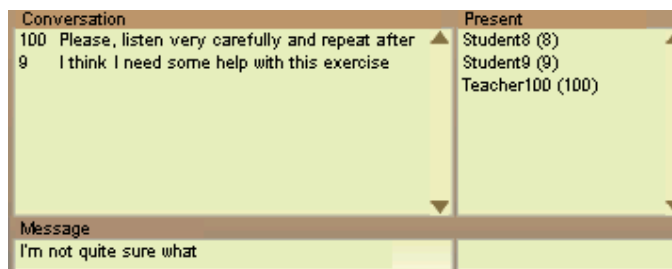 Conversation
100 Please, listen very carefully and repeat after
9 I think I need some help with this exercise
Present
Student8 (8)
Student9 (9)
Teacher100 (100)
Message
I'm not quite sure what